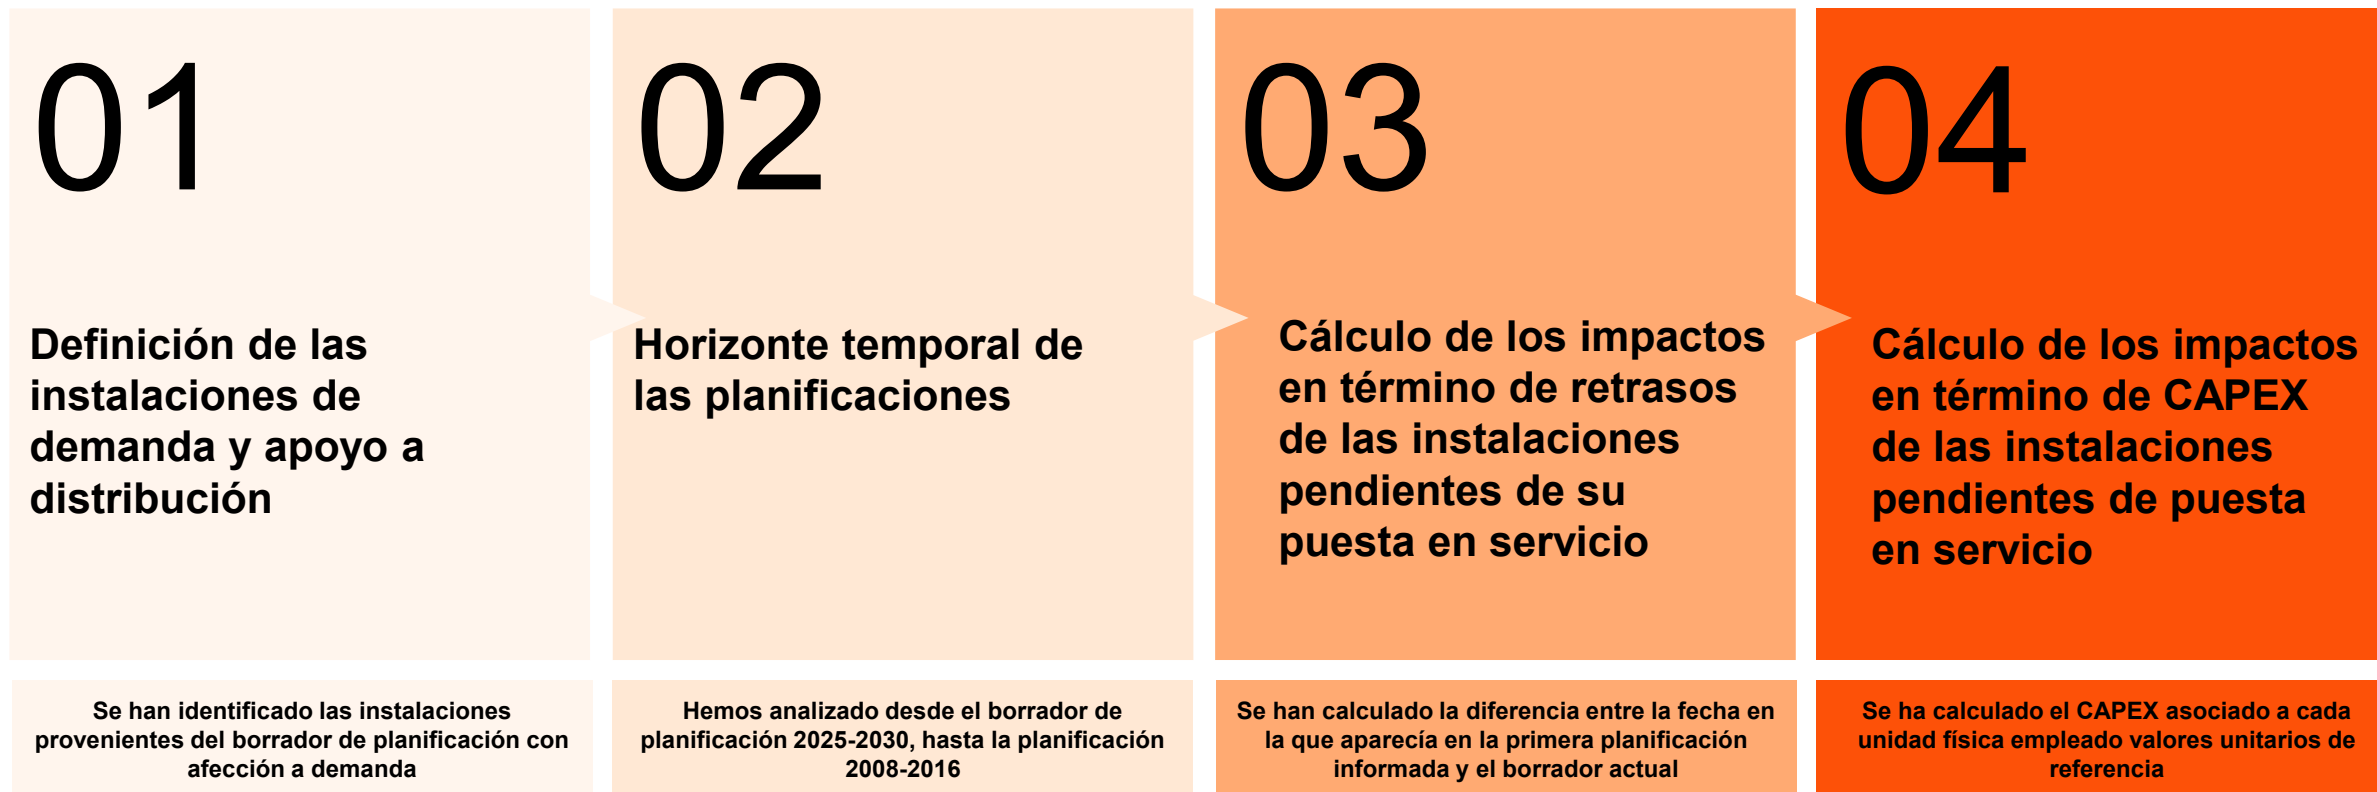 01
Definición de las
instalaciones de
demanda y apoyo a
distribución
Se han identificado las instalaciones
provenientes del borrador de planificación con
afección a demanda
02
Horizonte temporal de
las planificaciones
Hemos analizado desde el borrador de
planificación 2025-2030, hasta la planificación
2008-2016
03
Cálculo de los impactos
en término de retrasos
de las instalaciones
pendientes de su
puesta en servicio
Se han calculado la diferencia entre la fecha en
la que aparecía en la primera planificación
informada y el borrador actual
04
Cálculo de los impactos
en término de CAPEX
de las instalaciones
pendientes de puesta
en servicio
Se ha calculado el CAPEX asociado a cada
unidad física empleado valores unitarios de
referencia